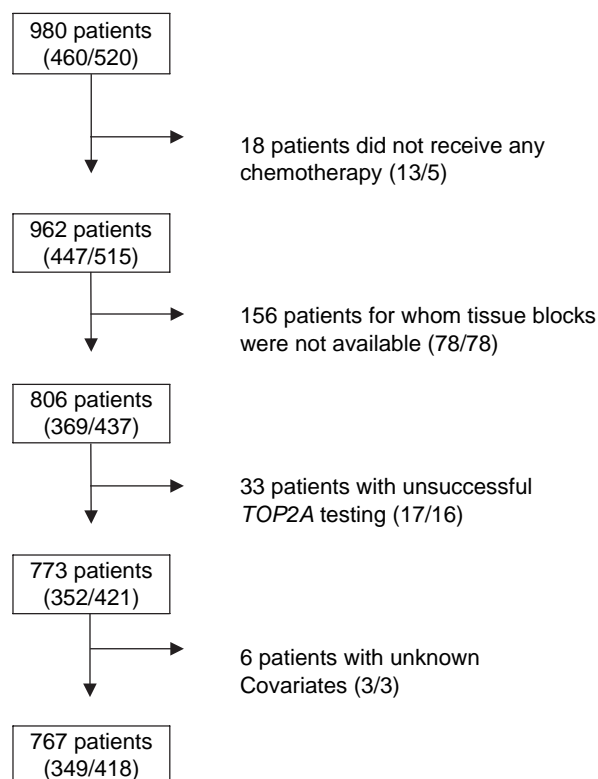 980 patients
(460/520)
18 patients did not receive any
chemotherapy (13/5)
962 patients
(447/515)
156 patients for whom tissue blocks
were not available (78/78)
806 patients
(369/437)
33 patients with unsuccessful
TOP2A testing (17/16)
773 patients
(352/421)
6 patients with unknown
Covariates (3/3)
767 patients
(349/418)